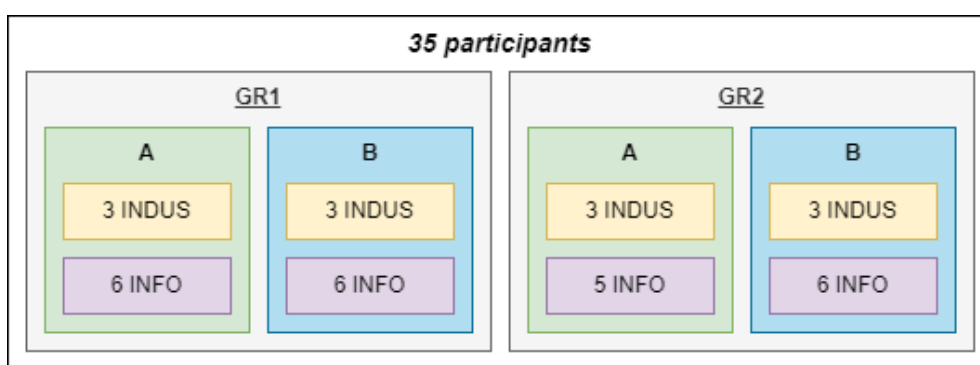 35 participants
GR1
A
3 INDUS
6 INFO
B
3 INDUS
6 INFO
GR2
A
3 INDUS
5 INFO
B
3 INDUS
6 INFO